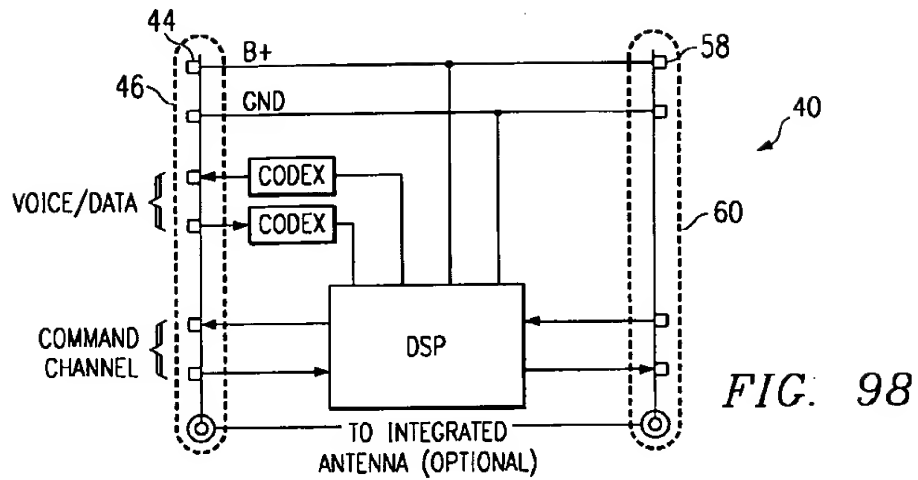 44
B+
58
46
GND
40
CODEX
VOICE/DATA
CODEX
60
COMMAND
CHANNEL
DSP
FIG. 98
TO INTEGRATED
ANTENNA (OPTIONAL)